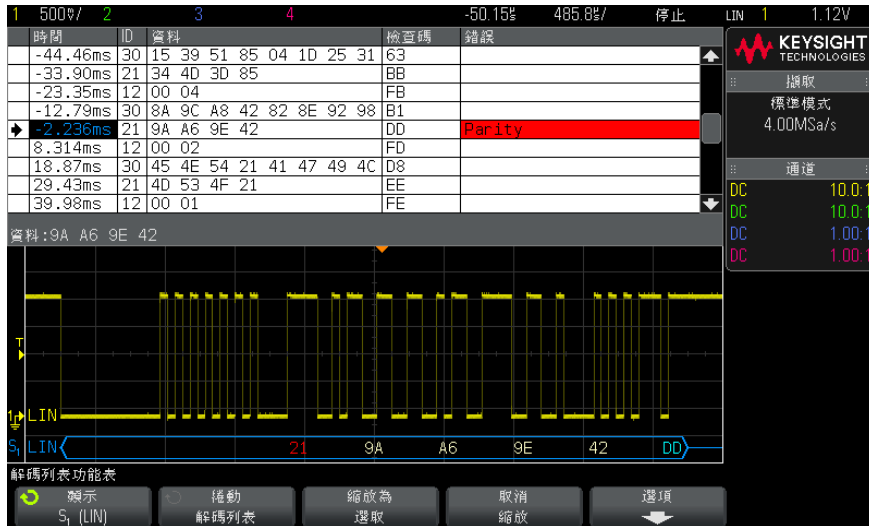 1 500♉/ 2 3 4 -50.15% 485.8%/ 停止 LIN 1 1.12V
時間 ID 資料 檢查碼 錯誤
-44.46ms 30 15 39 51 85 04 1D 25 31 63
-33.90ms 21 34 4D 3D 85 BB
-23.35ms 12 00 04 FB
-12.79ms 30 8A 9C A8 42 82 8E 92 98 B1
-2.236ms 21 9A A6 9E 42 DD Parity
8.314ms 12 00 02 FD
18.87ms 30 45 4E 54 21 41 47 49 4C D8
29.43ms 21 4D 53 4F 21 EE
39.98ms 12 00 01 FE
資料:9A A6 9E 42
KEYSIGHT
TECHNOLOGIES
擷取
標準模式
4.00MSa/s
通道
DC 10.0:1
DC 10.0:1
DC 1.00:1
DC 1.00:1
T
1 LIN
S1 LIN 21 9A A6 9E 42 DD
解碼列表功能表
顯示 捲動 縮放為 取消 選項
S1 (LIN) 解碼列表 選取 縮放